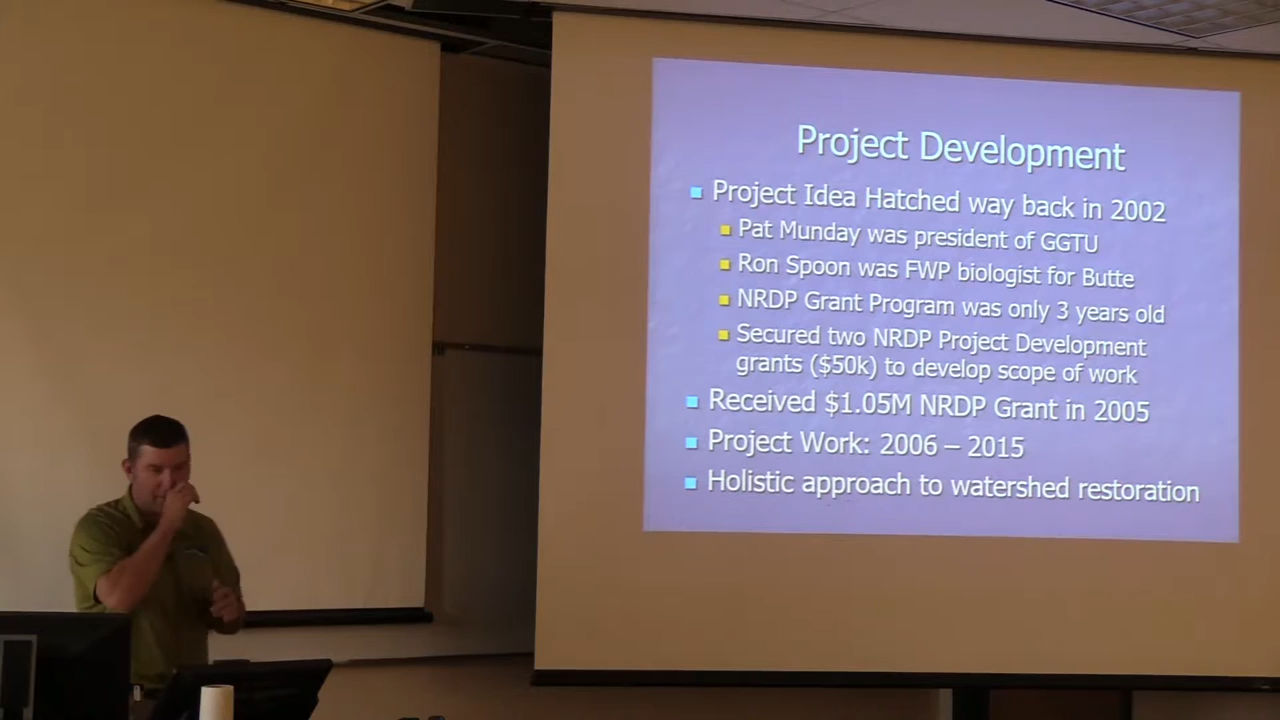 Project Development
Project Idea Hatched way back in 2002
Pat Munday was president of GGTU
Ron Spoon was FWP biologist for Butte
NRDP Grant Program was only 3 years old
Secured two NRDP Project Development
grants ($50k) to develop scope of work
Received $1.05M NRDP Grant in 2005
Project Work: 2006 – 2015
Holistic approach to watershed restoration